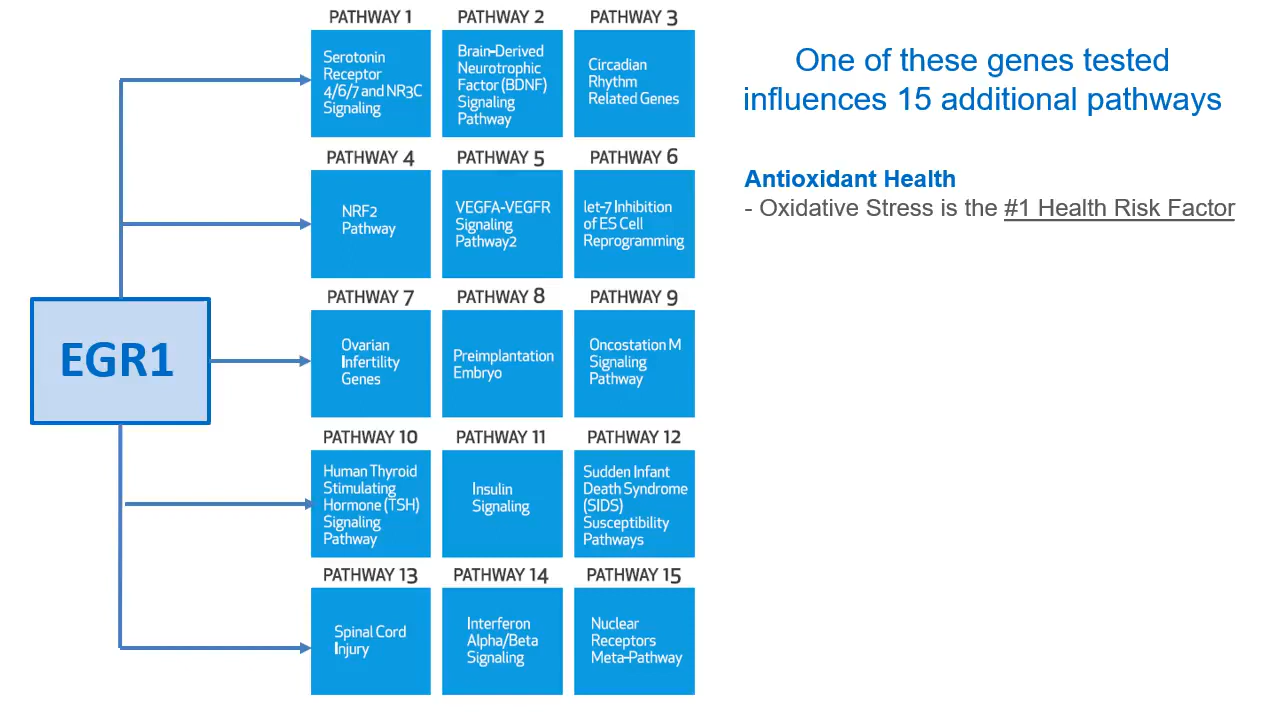 PATHWAY 1
Serotonin
Receptor
4/6/7 and NR3C
Signaling
PATHWAY 2
Brain-Derived
Neurotrophic
Factor (BDNF)
Signaling
Pathway
PATHWAY 3
Circadian
Rhythm
Related Genes
One of these genes tested
influences 15 additional pathways
Antioxidant Health
- Oxidative Stress is the #1 Health Risk Factor
PATHWAY 4
NRF2
Pathway
PATHWAY 5
VEGFA-VEGFR
Signaling
Pathway2
PATHWAY 6
let-7 Inhibition
of ES Cell
Reprogramming
EGR1
PATHWAY 7
Ovarian
Infertility
Genes
PATHWAY 8
Preimplantation
Embryo
PATHWAY 9
Oncostation M
Signaling
Pathway
PATHWAY 10
Human Thyroid
Stimulating
Hormone (TSH)
Signaling
Pathway
PATHWAY 11
Insulin
Signaling
PATHWAY 12
Sudden Infant
Death Syndrome
(SIDS)
Susceptibility
Pathways
PATHWAY 13
Spinal Cord
Injury
PATHWAY 14
Interferon
Alpha/Beta
Signaling
PATHWAY 15
Nuclear
Receptors
Meta-Pathway